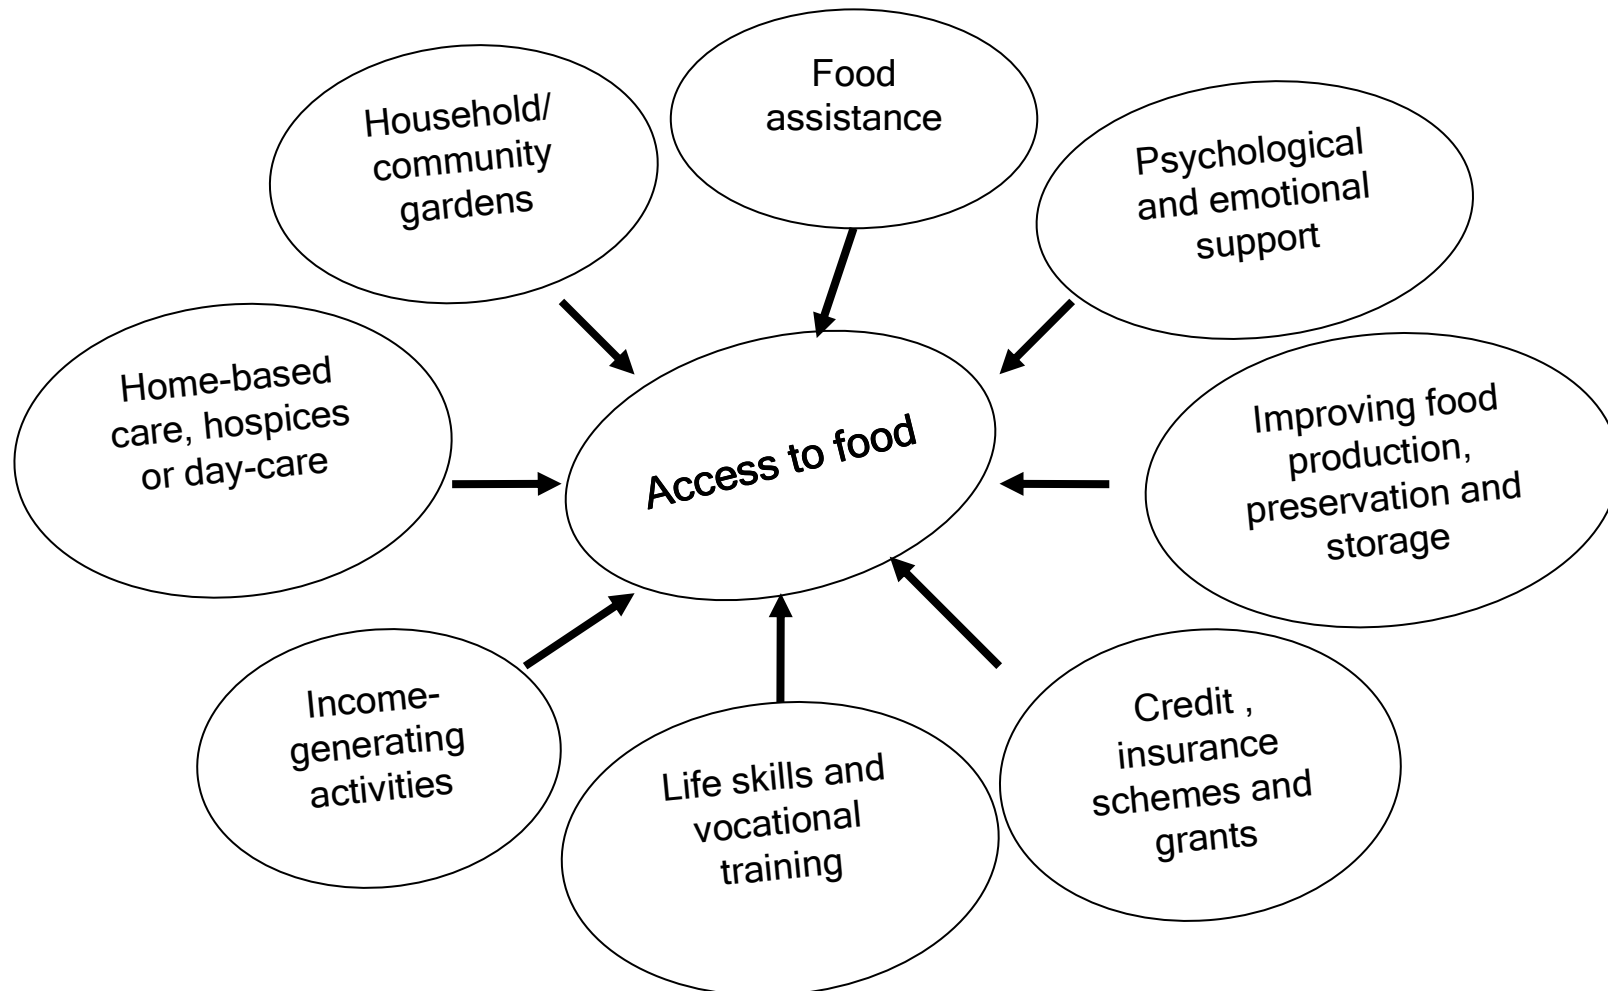 Food
assistance
Household/
community
gardens
Psychological
and emotional
support
Home-based
care, hospices
or day-care
Access to food
Improving food
production,
preservation and
storage
Income-
generating
activities
Life skills and
vocational
training
Credit ,
insurance
schemes and
grants